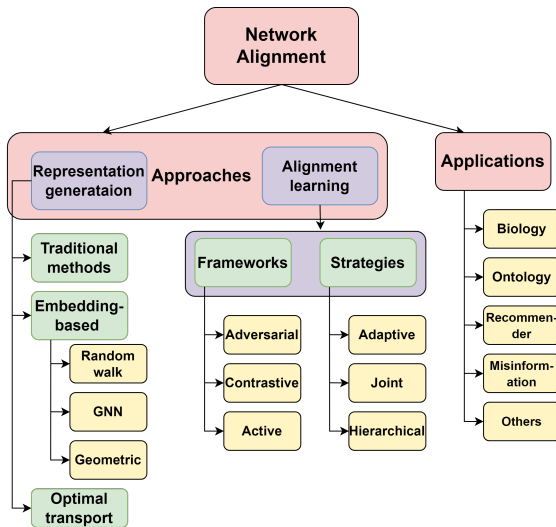 Network
Alignment
Representation
generataion
Approaches
Alignment
learning
Applications
Traditional
methods
Embedding-
based
Random
walk
GNN
Geometric
Optimal
transport
Frameworks
Strategies
Adversarial
Adaptive
Contrastive
Joint
Active
Hierarchical
Biology
Ontology
Recommen-
der
Misinform-
ation
Others